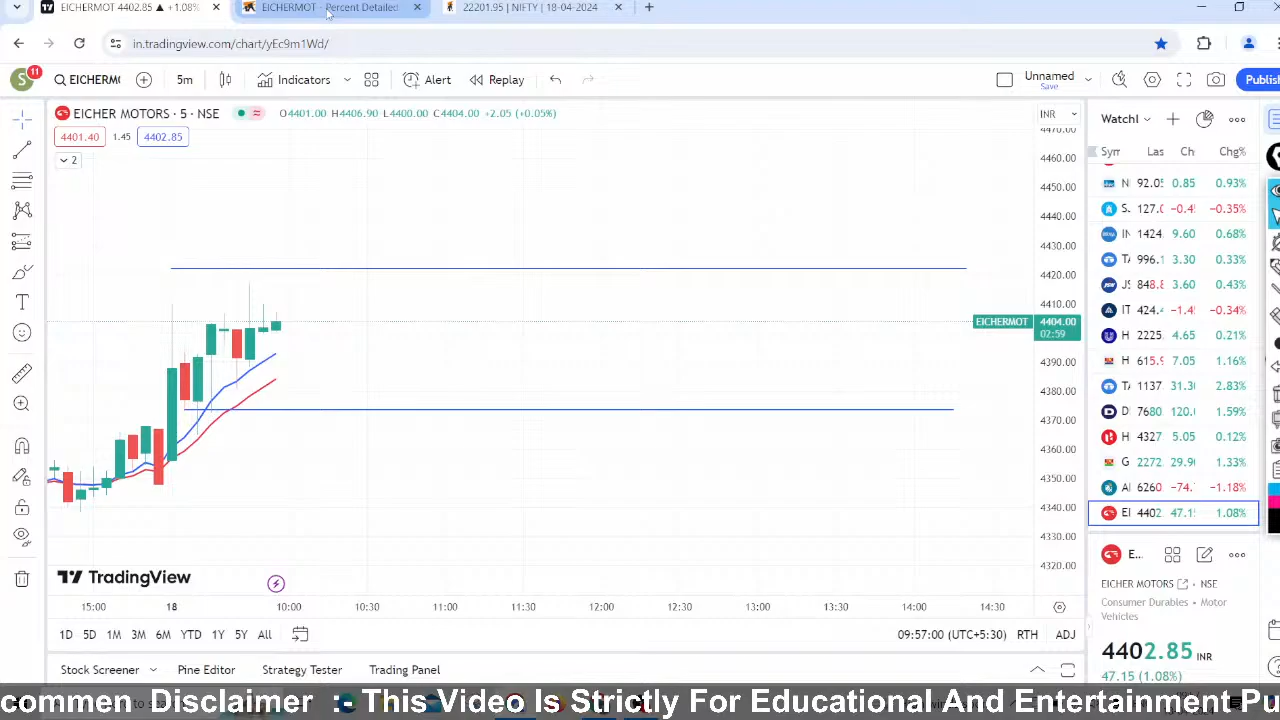 EICHERMOT 4402.85 ▲ +1.08%
EICHERMOT - Percent Detailed
22201.95 | NIFTY | 18-04-2024
in.tradingview.com/chart/yEc9m1Wd/
S 11
EICHERM
5m
Indicators
Alert
Replay
Unnamed
Save
Publis
EICHER MOTORS · 5 · NSE
O4401.00 H4406.90 L4400.00 C4404.00 +2.05 (+0.05%)
INR
4401.40 1.45 4402.85
2
4470.00
4460.00
4450.00
4440.00
4430.00
4420.00
4410.00
EICHERMOT 4404.00
02:59
4390.00
4380.00
4370.00
4360.00
4350.00
4340.00
4330.00
4320.00
TradingView
15:00 18 10:00 10:30 11:00 11:30 12:00 12:30 13:00 13:30 14:00 14:30
1D 5D 1M 3M 6M YTD 1Y 5Y All
09:57:00 (UTC+5:30) RTH ADJ
Stock Screener Pine Editor Strategy Tester Trading Panel
Watchl
Syn Las Ch Chg%
N 92.05 0.85 0.93%
S. 127.0 −0.4 −0.35%
IN 1424. 9.60 0.68%
TA 996.1 3.30 0.33%
JS 848.8 3.60 0.43%
IT 424.4 −1.4 −0.34%
H 2225. 4.65 0.21%
H 615.9 7.05 1.16%
TA 1137. 31.30 2.83%
D 7680 120. 1.59%
H 4327 5.05 0.12%
G 2272 29.90 1.33%
AI 6260 −74. −1.18%
EI 4402 47.15 1.08%
E...
EICHER MOTORS · NSE
Consumer Durables • Motor
Vehicles
4402.85 INR
47.15 (1.08%)
commen Disclaimer :- This Video Is Strictly For Educational And Entertainment Pu